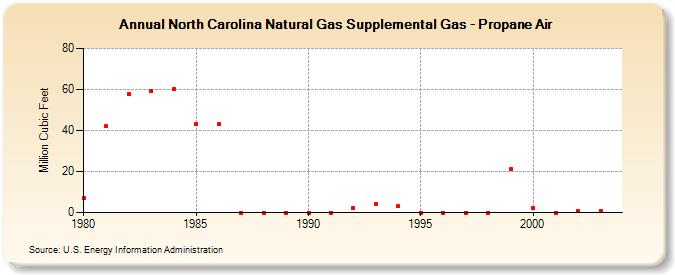 Annual North Carolina Natural Gas Supplemental Gas - Propane Air
Million Cubic Feet
80
60
40
20
0
1980 1985 1990 1995 2000
Source: U.S. Energy Information Administration